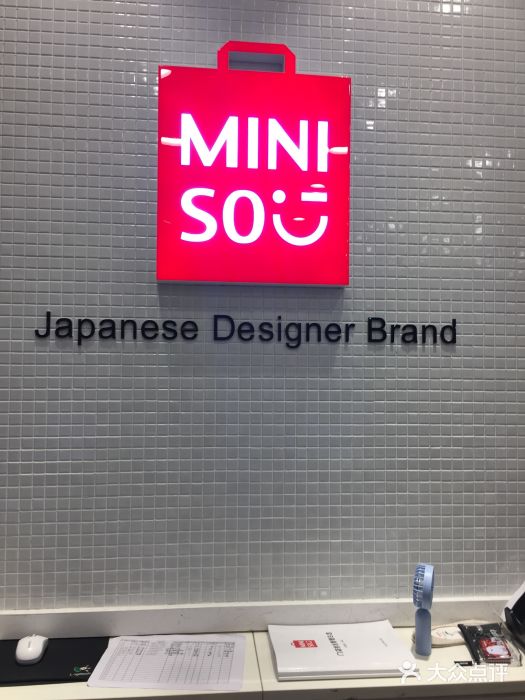 MINI
SO
Japanese Designer Brand
大众点评